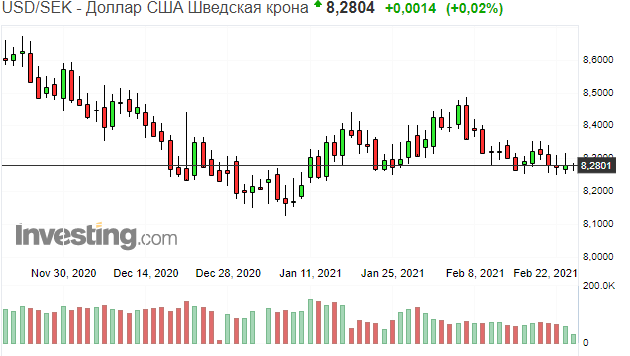 USD/SEK - Доллар США Шведская крона 8,2804 +0,0014 (+0,02%)
8,6000
8,5000
8,4000
8,3000
8,2801
8,2000
8,1000
8,0000
Investing.com
Nov 30, 2020 Dec 14, 2020 Dec 28, 2020 Jan 11, 2021 Jan 25, 2021 Feb 8, 2021 Feb 22, 2021
200.0K
0